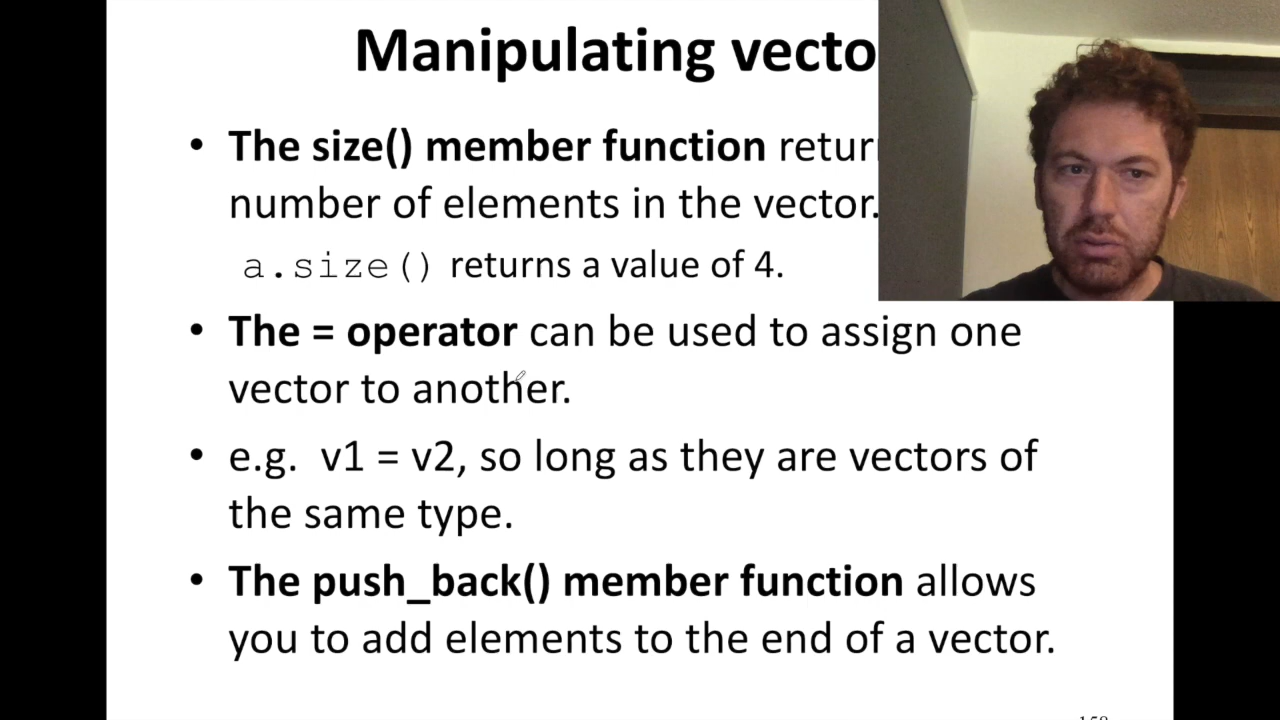 Manipulating vecto
• The size() member function retur
number of elements in the vector.
a.size() returns a value of 4.
• The = operator can be used to assign one
vector to another.
• e.g. v1 = v2, so long as they are vectors of
the same type.
• The push_back() member function allows
you to add elements to the end of a vector.